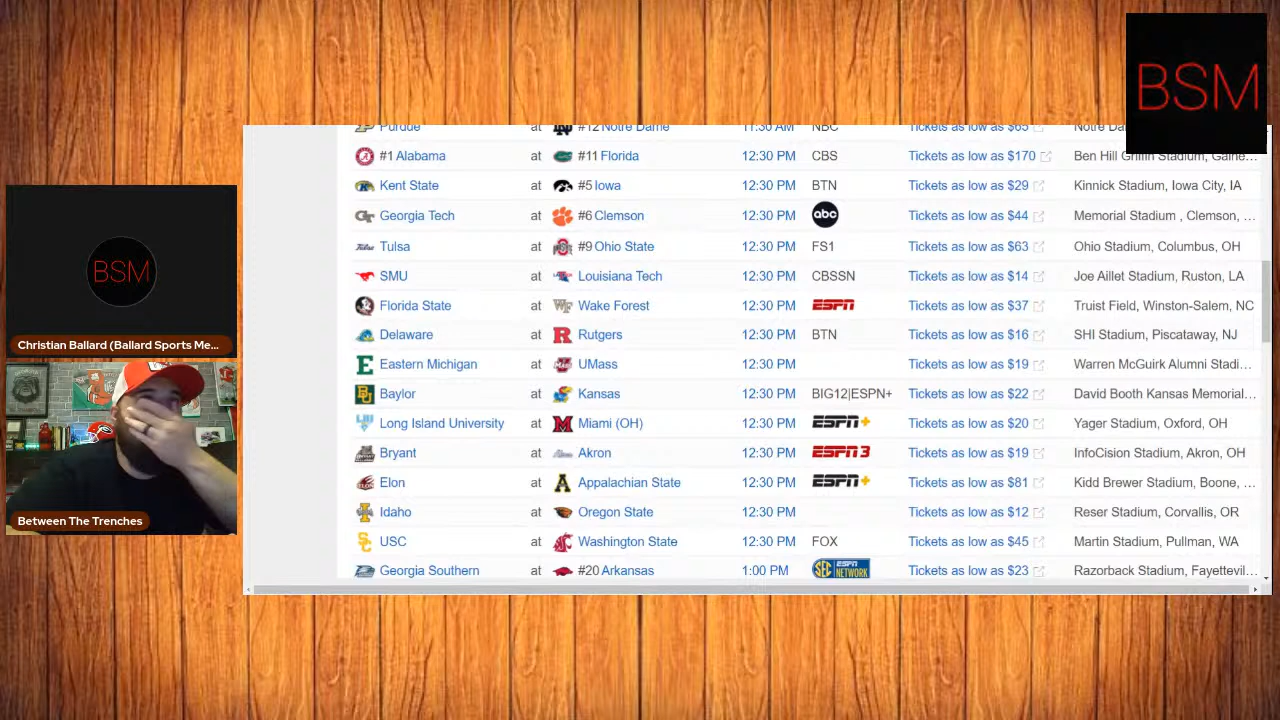 BSM
Purdue at #12 Notre Dame 11:30 AM NBC Tickets as low as $65 Notre
#1 Alabama at #11 Florida 12:30 PM CBS Tickets as low as $170 Ben Hill Griffin Stadium, Gaine...
Kent State at #5 Iowa 12:30 PM BTN Tickets as low as $29 Kinnick Stadium, Iowa City, IA
GT Georgia Tech at #6 Clemson 12:30 PM abc Tickets as low as $44 Memorial Stadium , Clemson, ...
Tulsa Tulsa at #9 Ohio State 12:30 PM FS1 Tickets as low as $63 Ohio Stadium, Columbus, OH
SMU at Louisiana Tech 12:30 PM CBSSN Tickets as low as $14 Joe Aillet Stadium, Ruston, LA
Florida State at WF Wake Forest 12:30 PM ESPN Tickets as low as $37 Truist Field, Winston-Salem, NC
Delaware at R Rutgers 12:30 PM BTN Tickets as low as $16 SHI Stadium, Piscataway, NJ
E Eastern Michigan at UMass 12:30 PM Tickets as low as $19 Warren McGuirk Alumni Stadi...
BU Baylor at Kansas 12:30 PM BIG12|ESPN+ Tickets as low as $22 David Booth Kansas Memorial...
LIU Long Island University at M Miami (OH) 12:30 PM ESPN+ Tickets as low as $20 Yager Stadium, Oxford, OH
Bryant at Akron 12:30 PM ESPN3 Tickets as low as $19 InfoCision Stadium, Akron, OH
Elon at A Appalachian State 12:30 PM ESPN+ Tickets as low as $81 Kidd Brewer Stadium, Boone, ...
I Idaho at Oregon State 12:30 PM Tickets as low as $12 Reser Stadium, Corvallis, OR
SC USC at Washington State 12:30 PM FOX Tickets as low as $45 Martin Stadium, Pullman, WA
Georgia Southern at #20 Arkansas 1:00 PM SEC ESPN NETWORK Tickets as low as $23 Razorback Stadium, Fayettevil...
BSM
Christian Ballard (Ballard Sports Me...
Between The Trenches